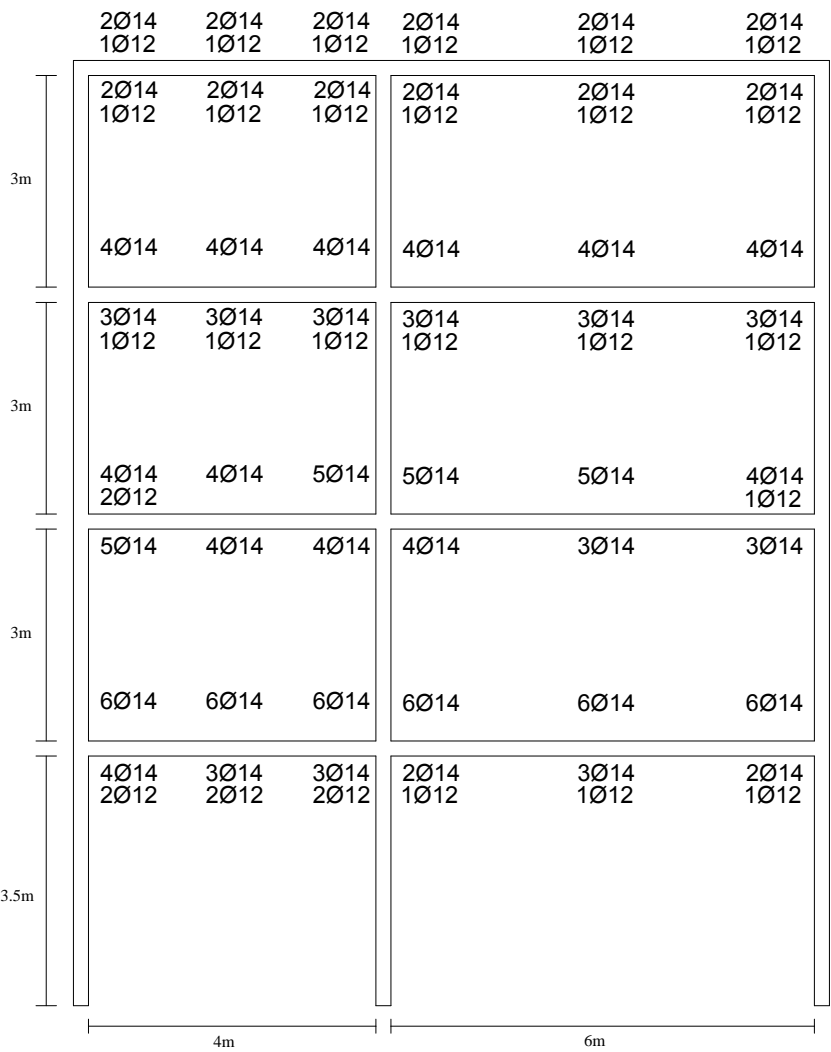 2Ø14 2Ø14 2Ø14 2Ø14 2Ø14 2Ø14
1Ø12 1Ø12 1Ø12 1Ø12 1Ø12 1Ø12
2Ø14 2Ø14 2Ø14 2Ø14 2Ø14 2Ø14
1Ø12 1Ø12 1Ø12 1Ø12 1Ø12 1Ø12
3m
4Ø14 4Ø14 4Ø14 4Ø14 4Ø14 4Ø14
3Ø14 3Ø14 3Ø14 3Ø14 3Ø14 3Ø14
1Ø12 1Ø12 1Ø12 1Ø12 1Ø12 1Ø12
3m
4Ø14 4Ø14 5Ø14 5Ø14 5Ø14 4Ø14
2Ø12 1Ø12
5Ø14 4Ø14 4Ø14 4Ø14 3Ø14 3Ø14
3m
6Ø14 6Ø14 6Ø14 6Ø14 6Ø14 6Ø14
4Ø14 3Ø14 3Ø14 2Ø14 3Ø14 2Ø14
2Ø12 2Ø12 2Ø12 1Ø12 1Ø12 1Ø12
3.5m
4m 6m